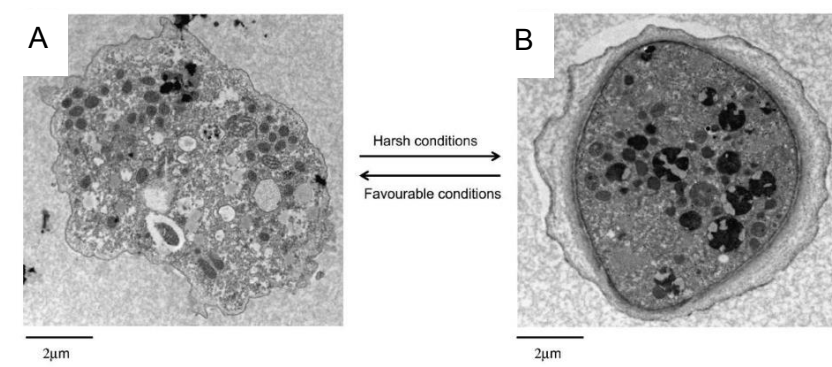 A
B
Harsh conditions
Favourable conditions
2μm
2μm